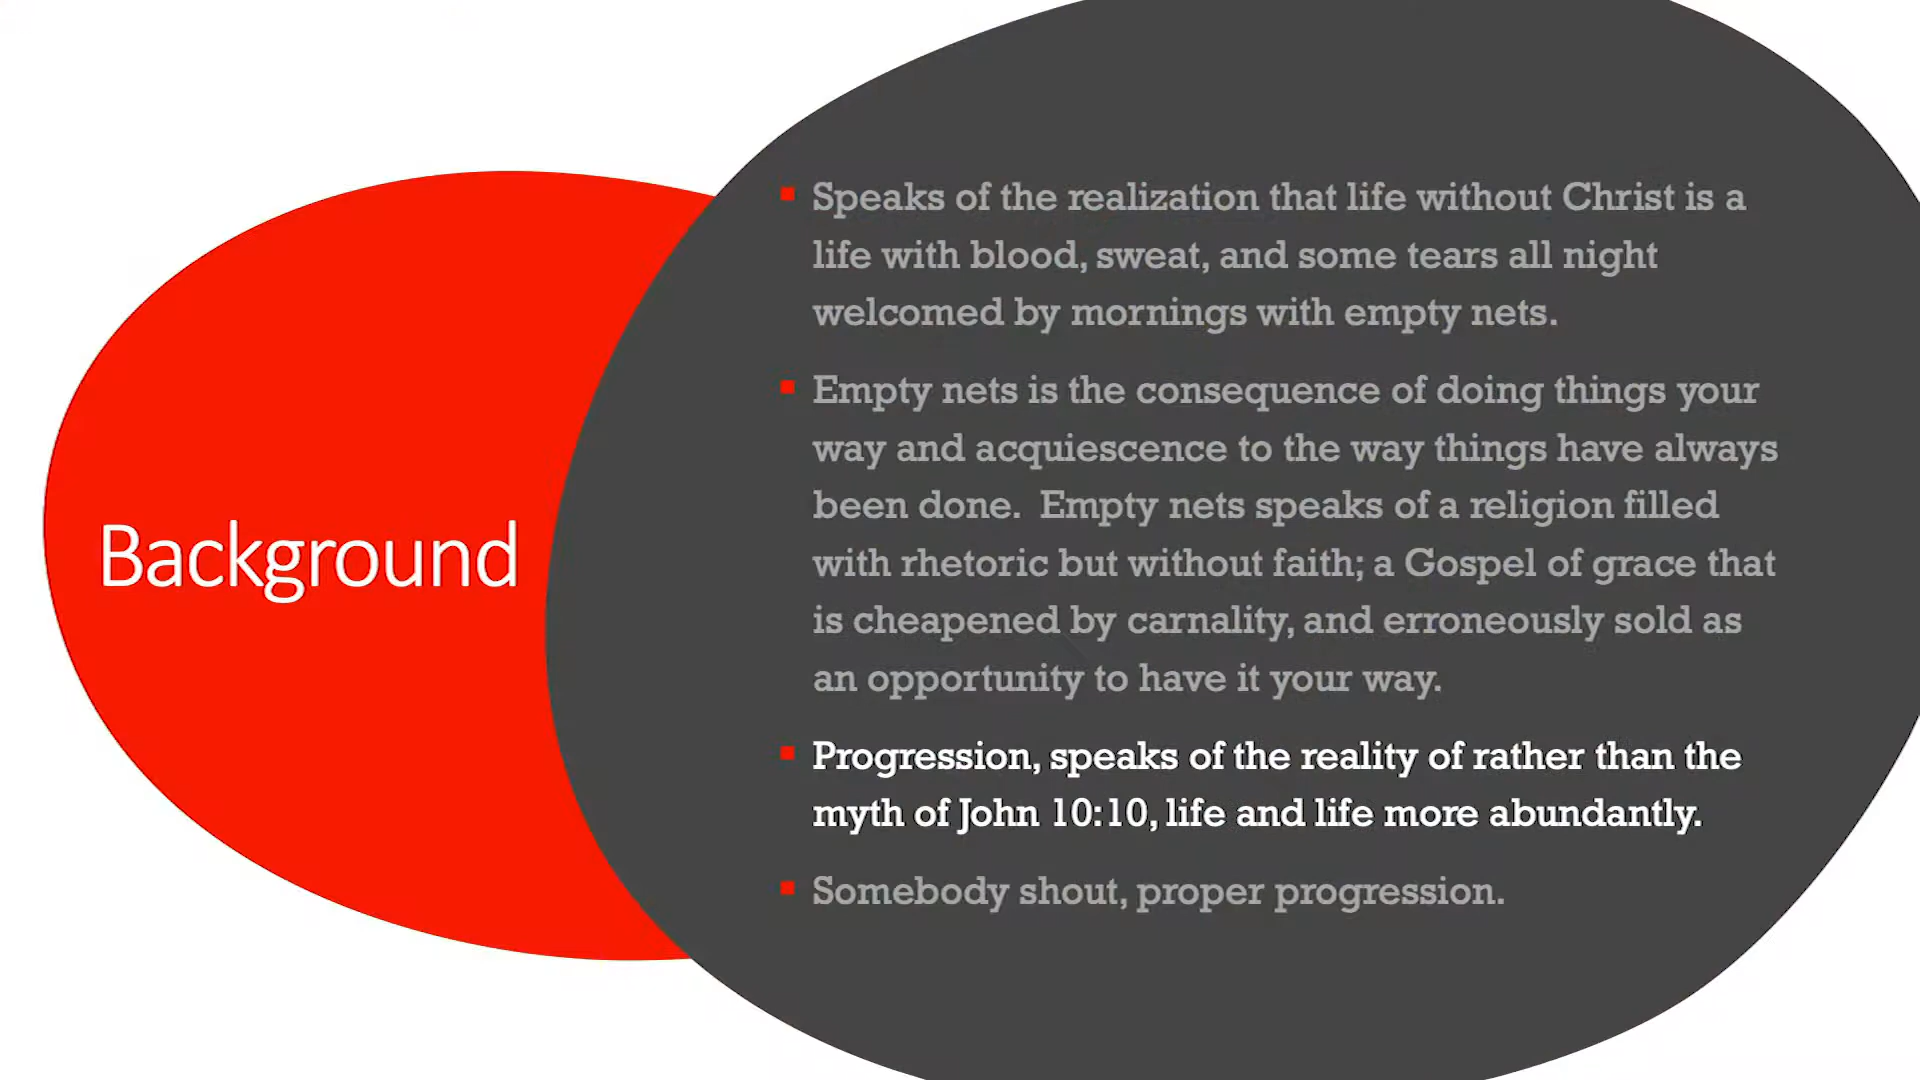 Background
Speaks of the realization that life without Christ is a
life with blood, sweat, and some tears all night
welcomed by mornings with empty nets.
Empty nets is the consequence of doing things your
way and acquiescence to the way things have always
been done.  Empty nets speaks of a religion filled
with rhetoric but without faith; a Gospel of grace that
is cheapened by carnality, and erroneously sold as
an opportunity to have it your way.
Progression, speaks of the reality of rather than the
myth of John 10:10, life and life more abundantly.
Somebody shout, proper progression.